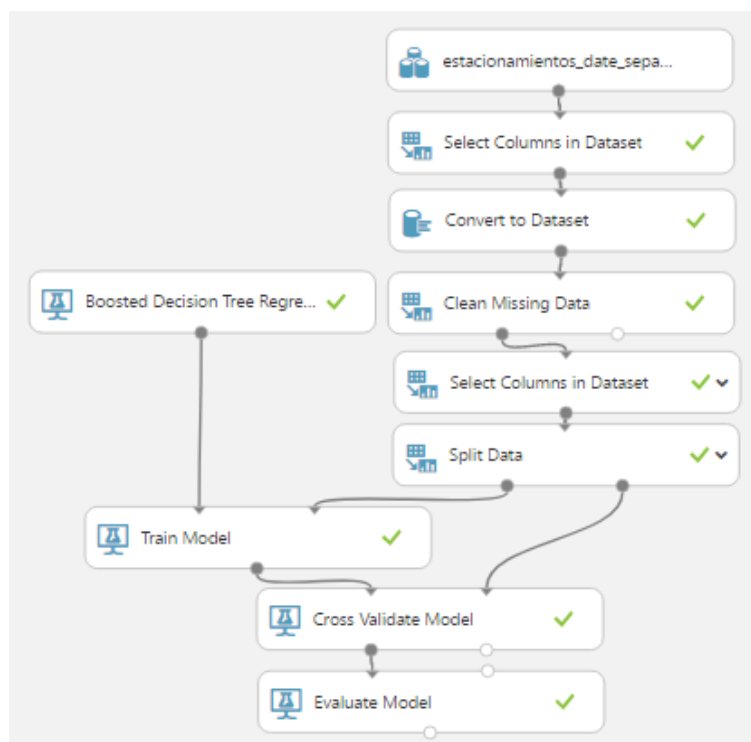 estacionamientos_date_sepa...
Select Columns in Dataset
Convert to Dataset
Boosted Decision Tree Regre...
Clean Missing Data
Select Columns in Dataset
Split Data
Train Model
Cross Validate Model
Evaluate Model